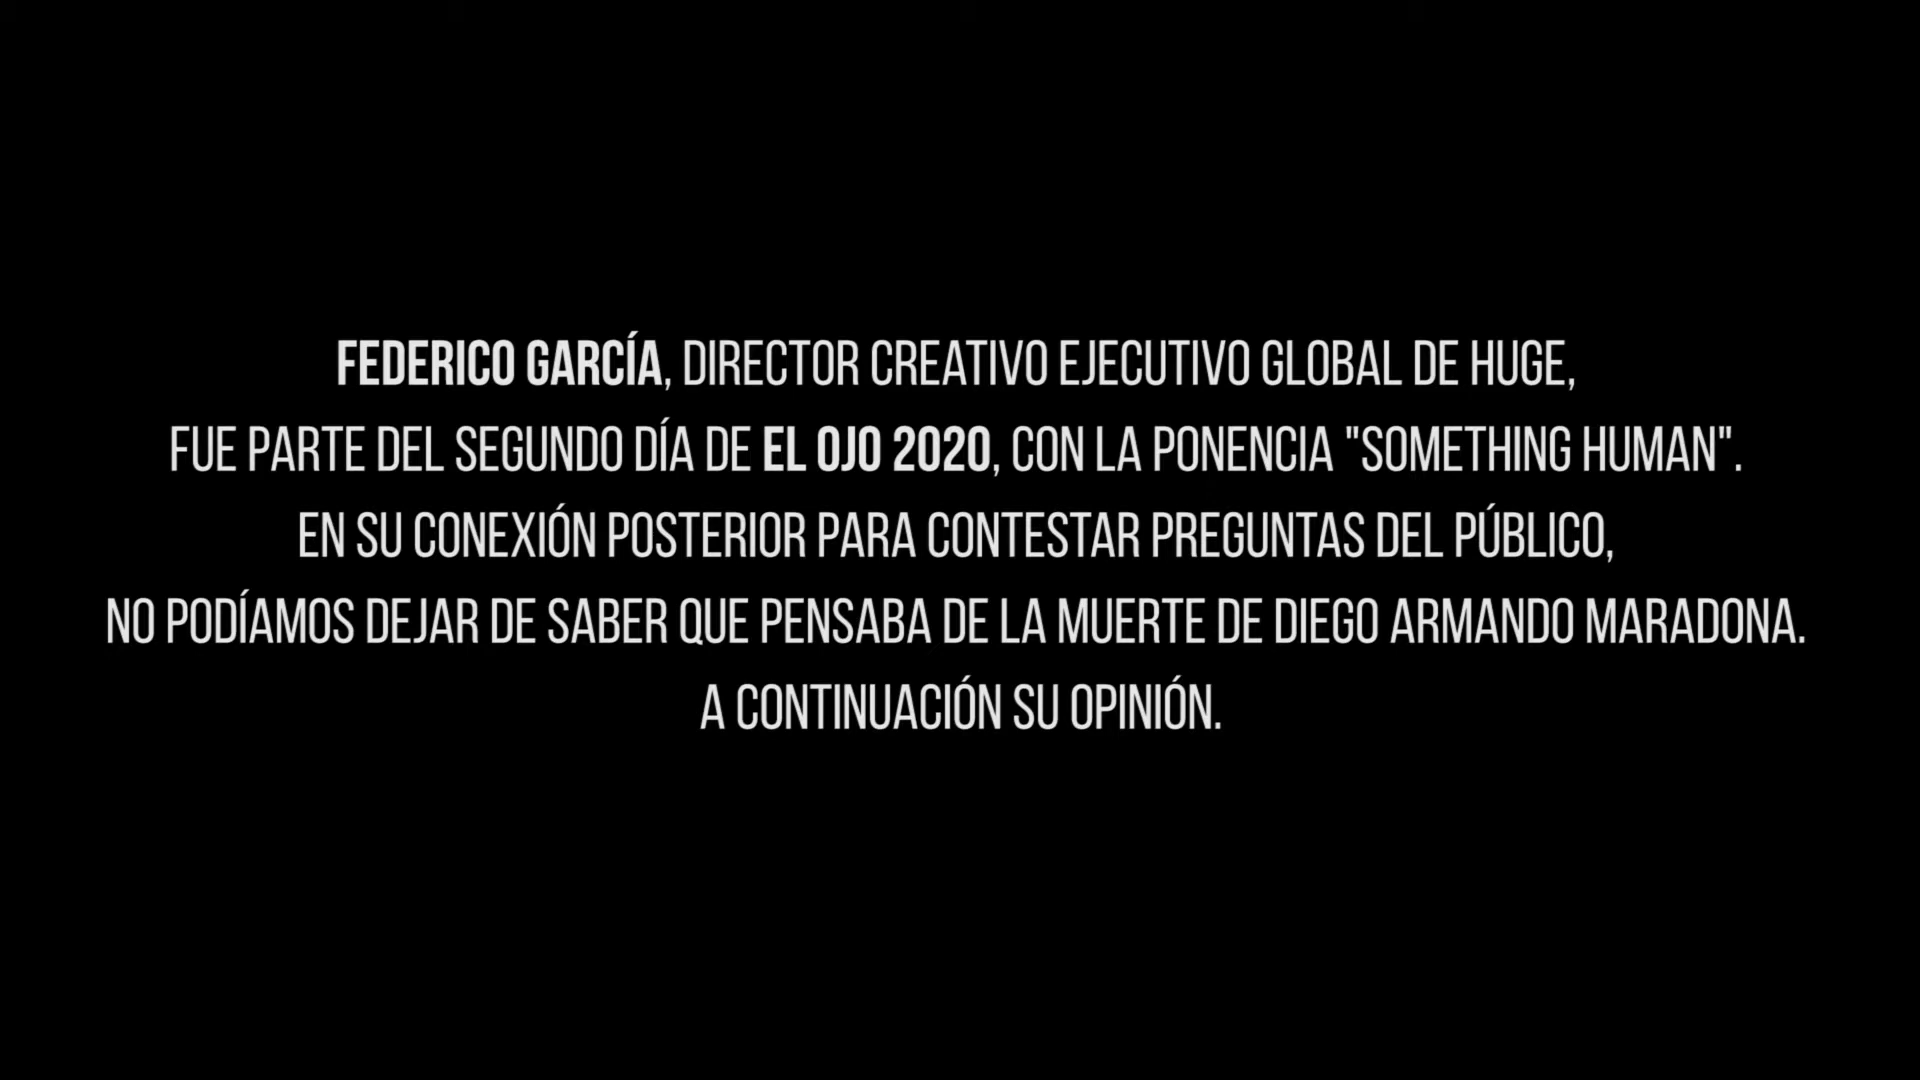 FEDERICO GARCÍA, DIRECTOR CREATIVO EJECUTIVO GLOBAL DE HUGE,
FUE PARTE DEL SEGUNDO DÍA DE EL OJO 2020, CON LA PONENCIA "SOMETHING HUMAN".
EN SU CONEXIÓN POSTERIOR PARA CONTESTAR PREGUNTAS DEL PÚBLICO,
NO PODÍAMOS DEJAR DE SABER QUE PENSABA DE LA MUERTE DE DIEGO ARMANDO MARADONA.
A CONTINUACIÓN SU OPINIÓN.